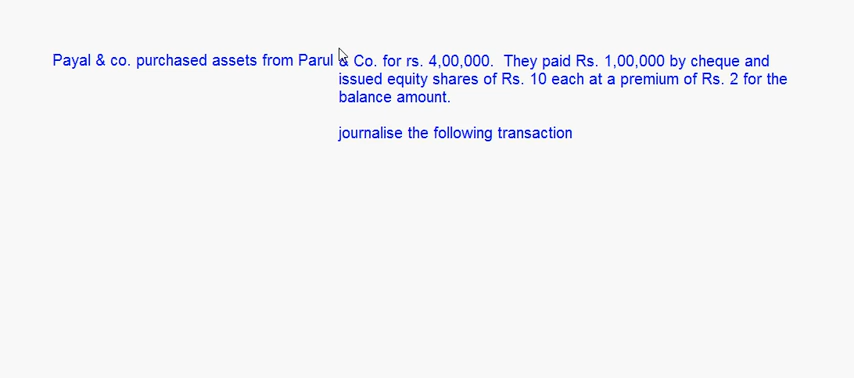 Payal & co. purchased assets from Parul & Co. for rs. 4,00,000. They paid Rs. 1,00,000 by cheque and
issued equity shares of Rs. 10 each at a premium of Rs. 2 for the
balance amount.
journalise the following transaction